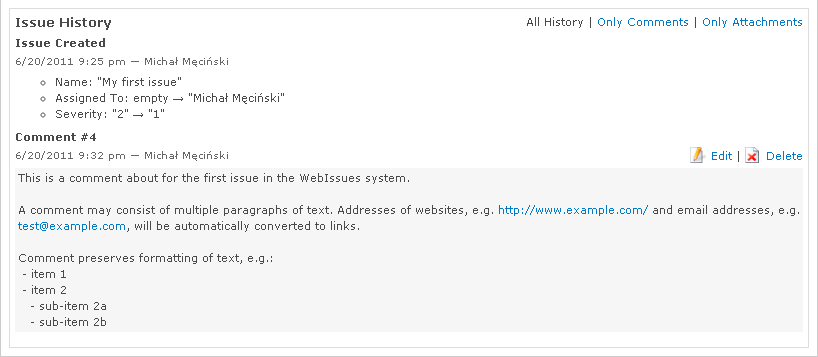 Issue History
All History | Only Comments | Only Attachments
Issue Created
6/20/2011 9:25 pm — Michał Męciński
Name: "My first issue"
Assigned To: empty → "Michał Męciński"
Severity: "2" → "1"
Comment #4
6/20/2011 9:32 pm — Michał Męciński
Edit | Delete
This is a comment about for the first issue in the WebIssues system.
A comment may consist of multiple paragraphs of text. Addresses of websites, e.g. http://www.example.com/ and email addresses, e.g.
test@example.com, will be automatically converted to links.
Comment preserves formatting of text, e.g.:
- item 1
- item 2
- sub-item 2a
- sub-item 2b